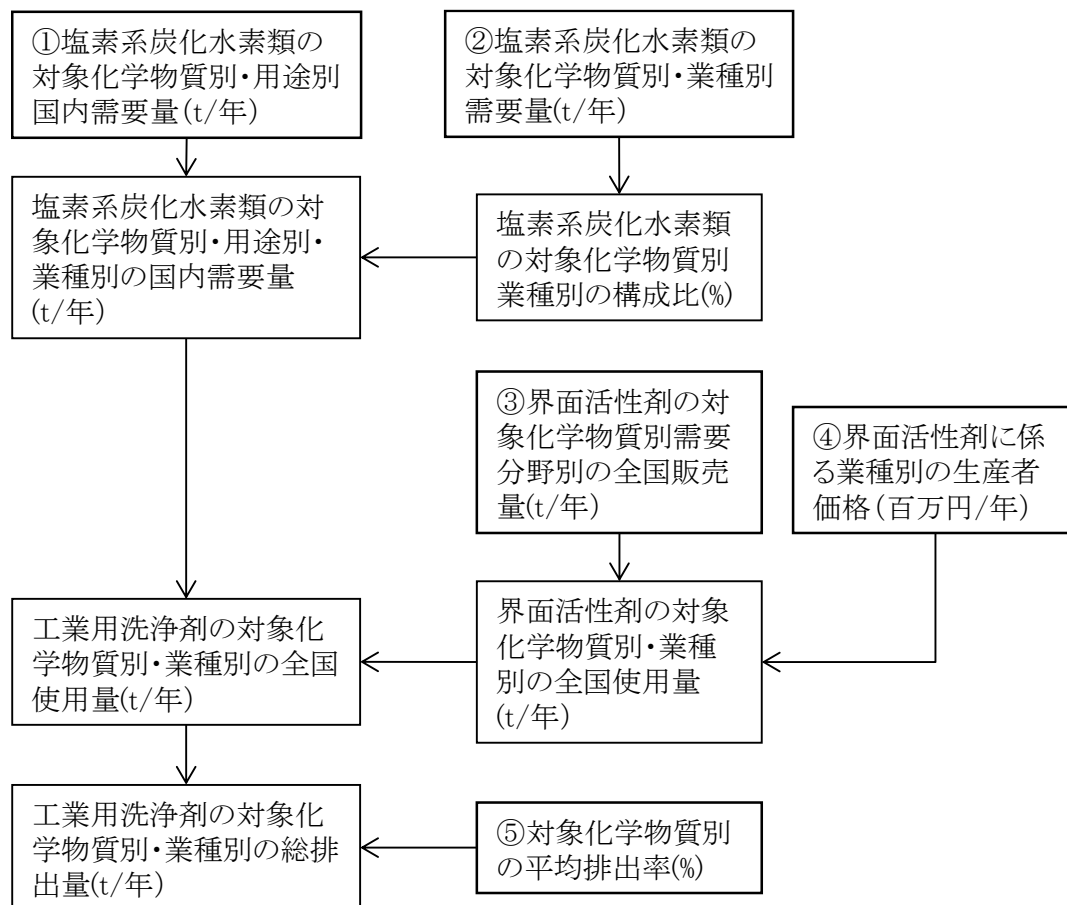 ①塩素系炭化水素類の
対象化学物質別・用途別
国内需要量(t/年)
②塩素系炭化水素類の
対象化学物質別・業種別
需要量(t/年)
塩素系炭化水素類の対
象化学物質別・用途別・
業種別の国内需要量
(t/年)
塩素系炭化水素類
の対象化学物質別
業種別の構成比(%)
③界面活性剤の対
象化学物質別需要
分野別の全国販売
量(t/年)
④界面活性剤に係
る業種別の生産者
価格(百万円/年)
工業用洗浄剤の対象化
学物質別・業種別の全国
使用量(t/年)
界面活性剤の対象
化学物質別・業種
別の全国使用量
(t/年)
工業用洗浄剤の対象化
学物質別・業種別の総排
出量(t/年)
⑤対象化学物質別
の平均排出率(%)